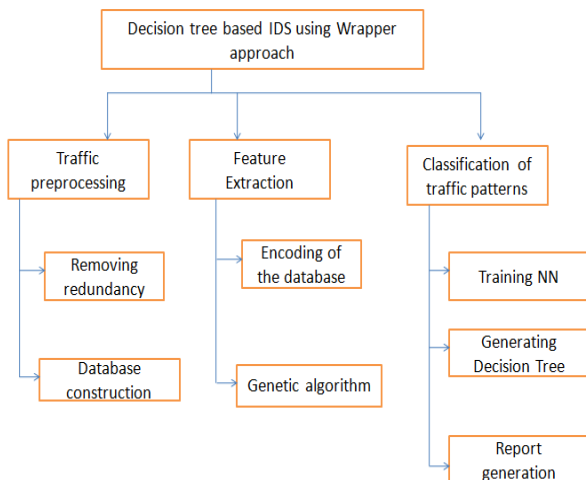 Decision tree based IDS using Wrapper
approach
Traffic
preprocessing
Feature
Extraction
Classification of
traffic patterns
Removing
redundancy
Encoding of
the database
Training NN
Database
construction
Genetic algorithm
Generating
Decision Tree
Report
generation